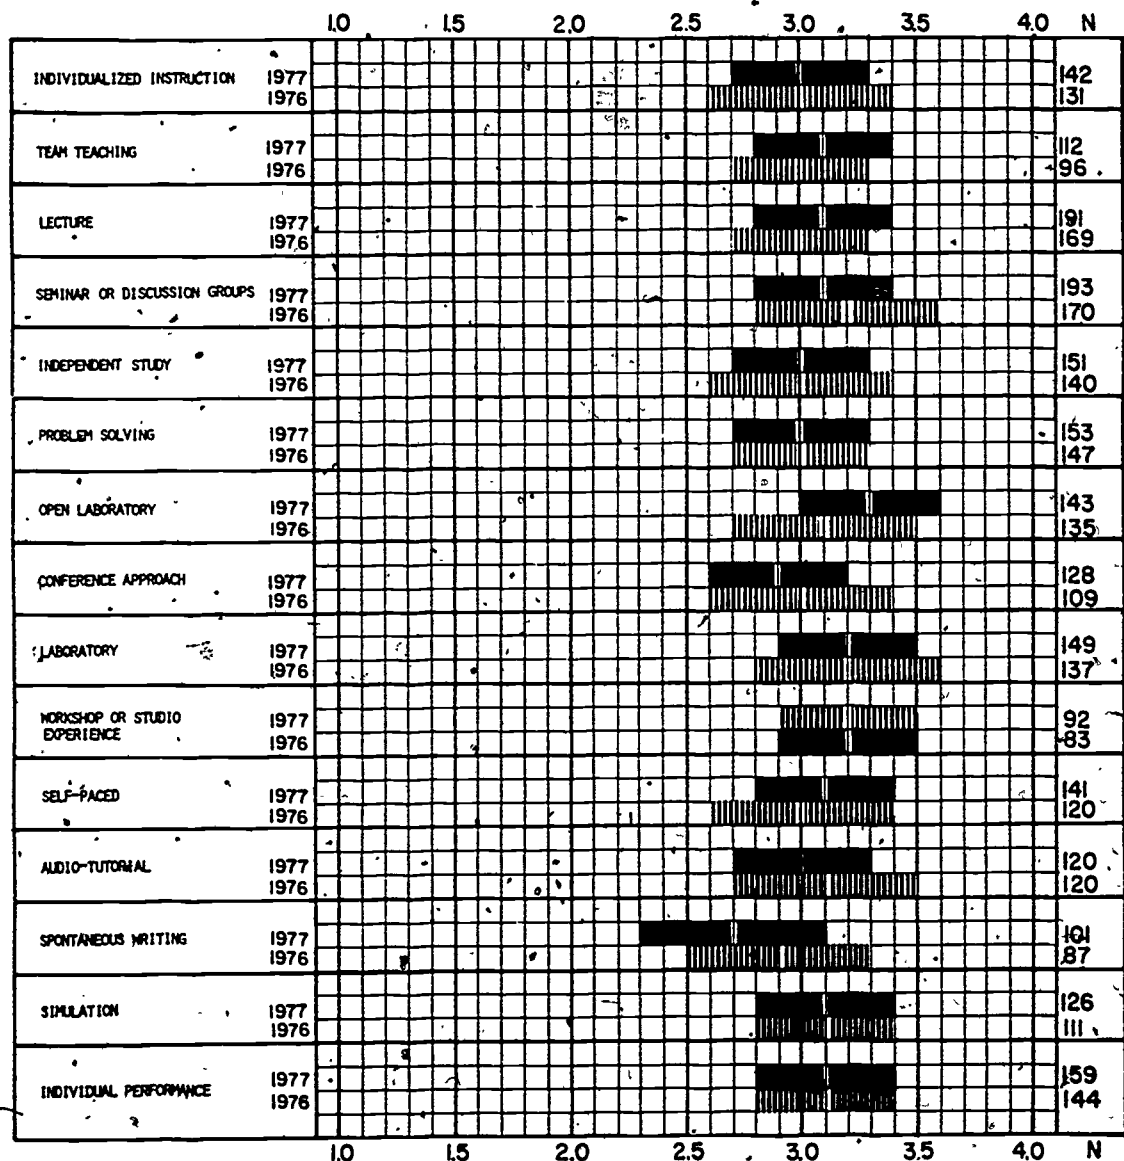 1.0 1.5 2.0 2.5 3.0 3.5 4.0 N
INDIVIDUALIZED INSTRUCTION 1977 142
1976 131
TEAM TEACHING 1977 112
1976 96
LECTURE 1977 191
1976 169
SEMINAR OR DISCUSSION GROUPS 1977 193
1976 170
INDEPENDENT STUDY 1977 151
1976 140
PROBLEM SOLVING 1977 153
1976 147
OPEN LABORATORY 1977 143
1976 135
CONFERENCE APPROACH 1977 128
1976 109
LABORATORY 1977 149
1976 137
WORKSHOP OR STUDIO 1977 92
EXPERIENCE 1976 83
SELF-PACED 1977 141
1976 120
AUDIO-TUTORIAL 1977 120
1976 120
SPONTANEOUS WRITING 1977 101
1976 87
SIMULATION 1977 126
1976 111
INDIVIDUAL PERFORMANCE 1977 159
1976 144
1.0 1.5 2.0 2.5 3.0 3.5 4.0 N